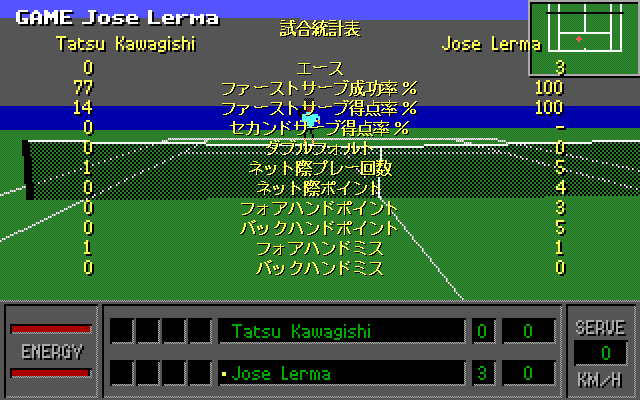 GAME Jose Lerma
試合統計表
Tatsu Kawagishi Jose Lerma
0 エース 3
77 ファーストサーブ成功率% 100
14 ファーストサーブ得点率% 100
0 セカンドサーブ得点率% -
0 ダブルフォルト 0
1 ネット際プレー回数 5
0 ネット際ポイント 4
0 フォアハンドポイント 3
0 バックハンドポイント 5
1 フォアハンドミス 1
0 バックハンドミス 0
ENERGY
Tatsu Kawagishi 0 0
Jose Lerma 3 0
SERVE
0
KM/H